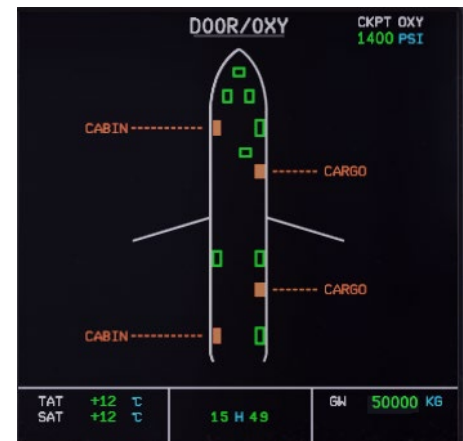 DOOR/OXY
CKPT OXY
1400 PSI
CABIN
CARGO
CARGO
CABIN
TAT +12 °C
SAT +12 °C
15 H 49
GW 50000 KG